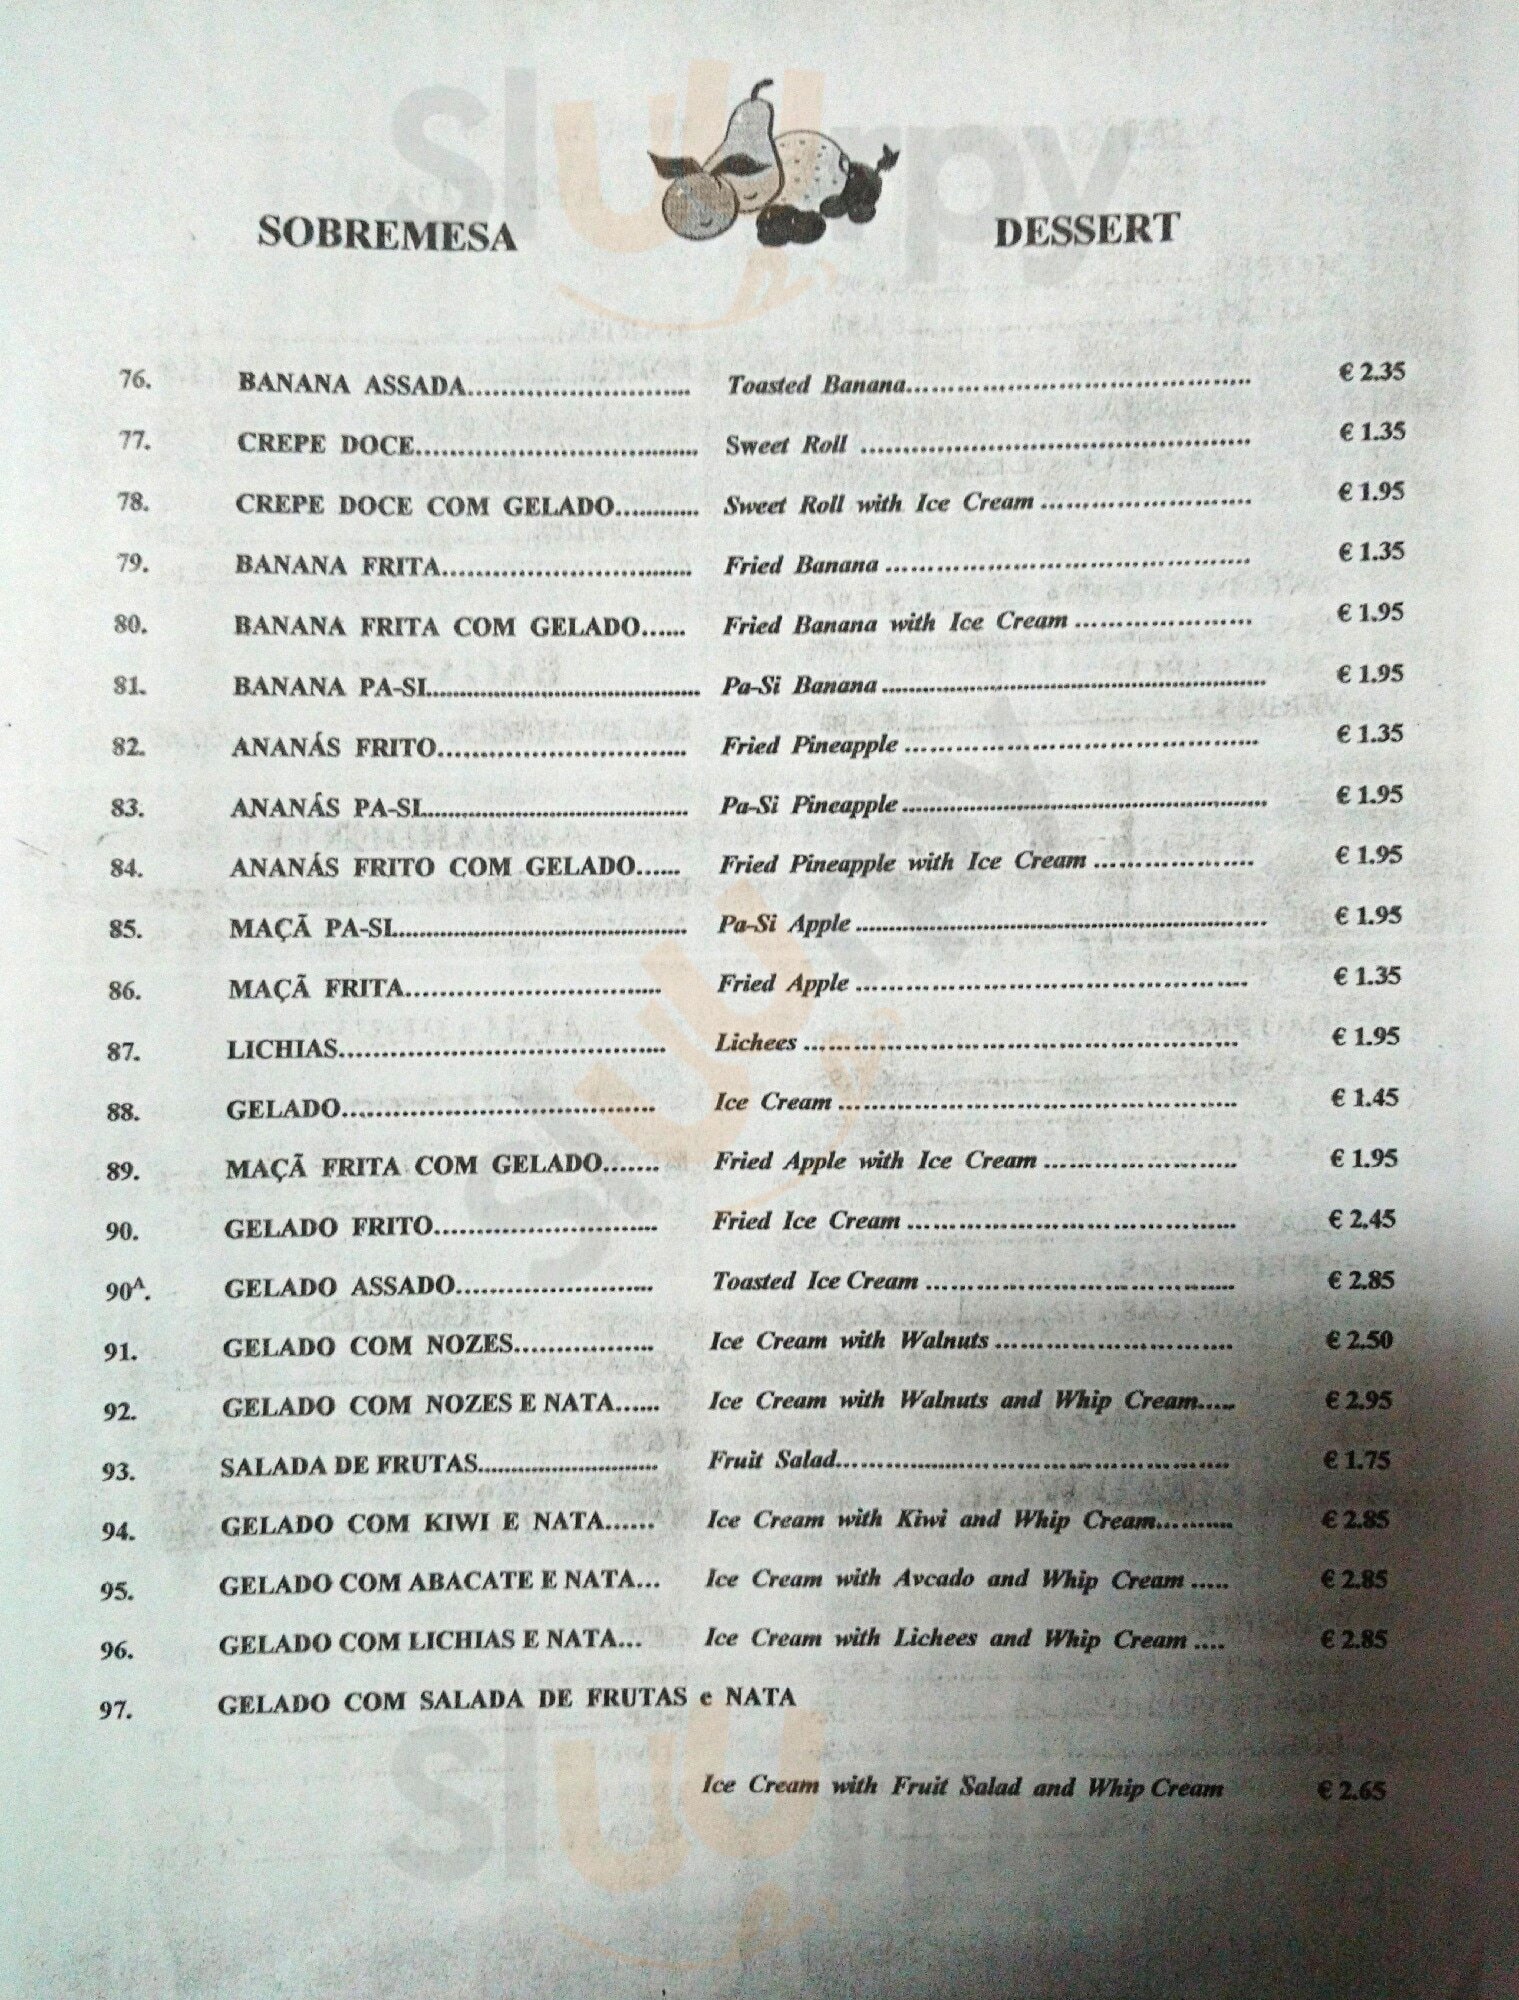 SOBREMESA DESSERT
76. BANANA ASSADA.......................... Toasted Banana........................................ € 2.35
77. CREPE DOCE................................. Sweet Roll .............................................. € 1.35
78. CREPE DOCE COM GELADO............ Sweet Roll with Ice Cream ......................... € 1.95
79. BANANA FRITA............................. Fried Banana ........................................... € 1.35
80. BANANA FRITA COM GELADO...... Fried Banana with Ice Cream ..................... € 1.95
81. BANANA PA-SI............................. Pa-Si Banana ........................................... € 1.95
82. ANANÁS FRITO............................. Fried Pineapple ......................................... € 1.35
83. ANANÁS PA-SI............................. Pa-Si Pineapple ......................................... € 1.95
84. ANANÁS FRITO COM GELADO...... Fried Pineapple with Ice Cream ................... € 1.95
85. MAÇÃ PA-SI................................. Pa-Si Apple .............................................. € 1.95
86. MAÇÃ FRITA.............................. Fried Apple .............................................. € 1.35
87. LICHIAS...................................... Lichees .................................................. € 1.95
88. GELADO..................................... Ice Cream ............................................... € 1.45
89. MAÇÃ FRITA COM GELADO....... Fried Apple with Ice Cream ....................... € 1.95
90. GELADO FRITO.......................... Fried Ice Cream ....................................... € 2.45
90A. GELADO ASSADO....................... Toasted Ice Cream .................................... € 2.85
91. GELADO COM NOZES................. Ice Cream with Walnuts ............................ € 2.50
92. GELADO COM NOZES E NATA...... Ice Cream with Walnuts and Whip Cream..... € 2.95
93. SALADA DE FRUTAS..................... Fruit Salad............................................... € 1.75
94. GELADO COM KIWI E NATA...... Ice Cream with Kiwi and Whip Cream.......... € 2.85
95. GELADO COM ABACATE E NATA... Ice Cream with Avcado and Whip Cream ..... € 2.85
96. GELADO COM LICHIAS E NATA... Ice Cream with Lichees and Whip Cream .... € 2.85
97. GELADO COM SALADA DE FRUTAS e NATA
Ice Cream with Fruit Salad and Whip Cream € 2.65
Sluurpy
Sluurpy
Sluurpy